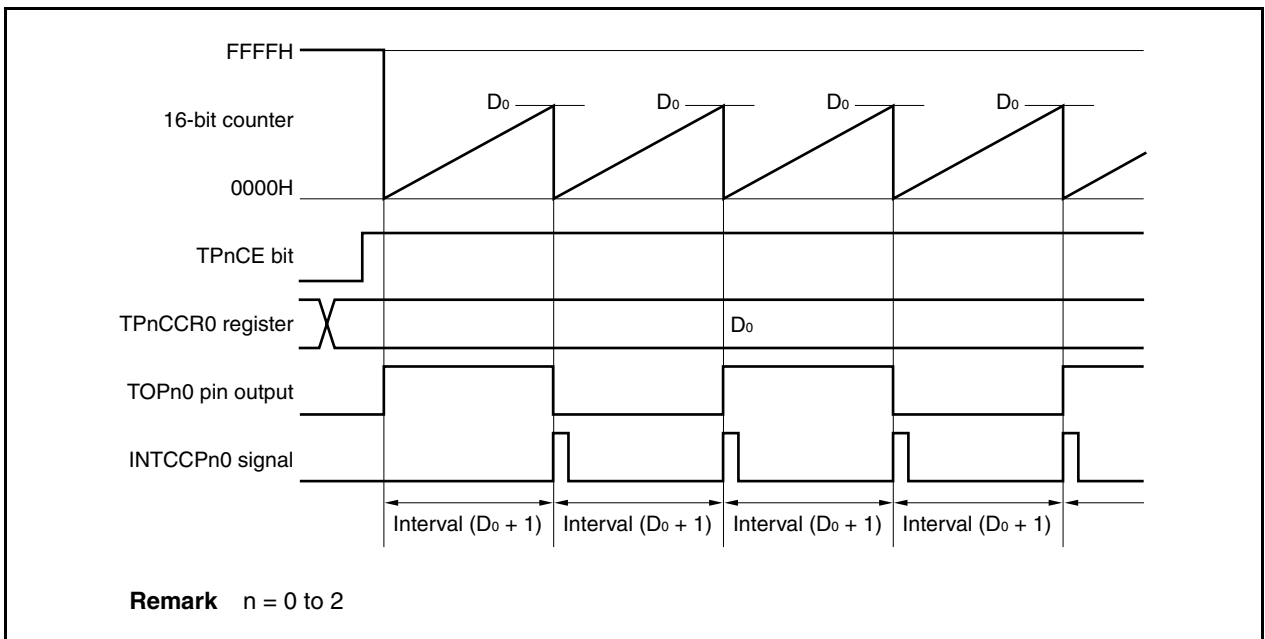 FFFFH
D0 D0 D0 D0
16-bit counter
0000H
TPnCE bit
TPnCCR0 register D0
TOPn0 pin output
INTCCPn0 signal
Interval (D0 + 1) Interval (D0 + 1) Interval (D0 + 1) Interval (D0 + 1)
Remark n = 0 to 2